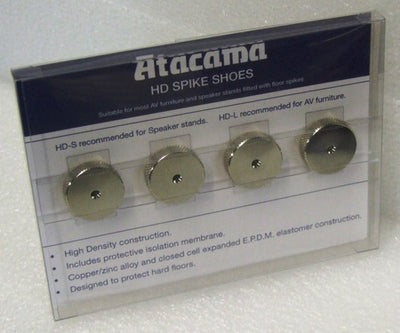 Atacama
HD SPIKE SHOES
Suitable for most AV furniture and speaker stands fitted with floor spikes
HD-S recommended for Speaker stands. HD-L recommended for AV furniture.
• High Density construction.
• Includes protective isolation membrane.
• Copper/zinc alloy and closed cell expanded E.P.D.M. elastomer construction.
• Designed to protect hard floors.